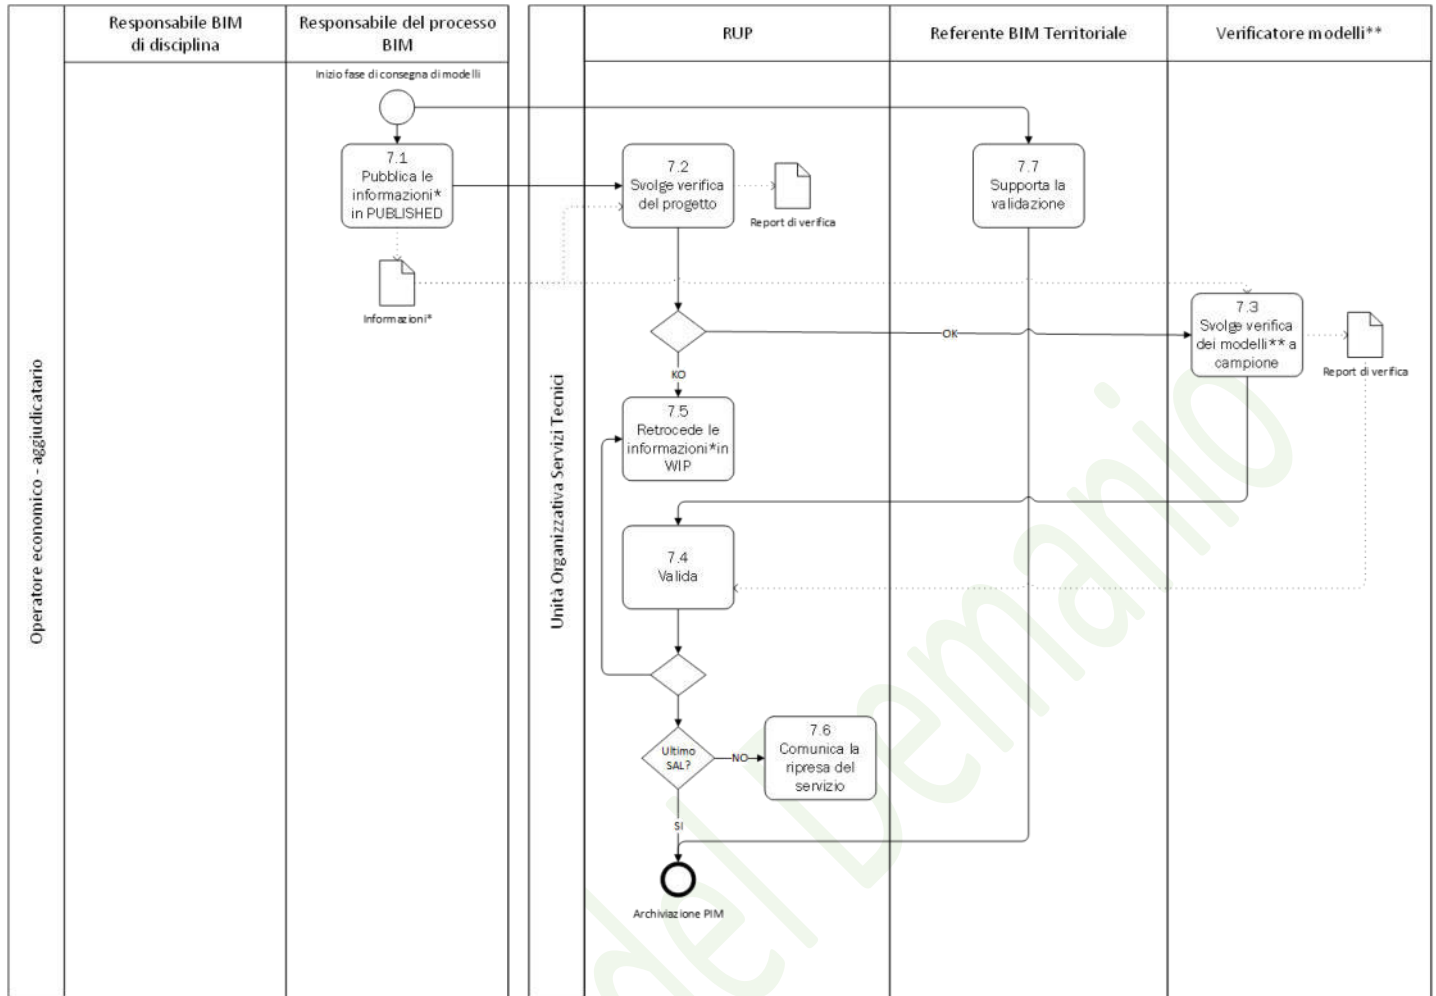 Responsabile BIM
di disciplina
Responsabile del processo
BIM
RUP
Referente BIM Territoriale
Verificatore modelli**
Operatore economico - aggiudicatario
Unità Organizzativa Servizi Tecnici
Inizio fase di consegna di modelli
7.1
Pubblica le
informazioni*
in PUBLISHED
Informazioni*
7.2
Svolge verifica
del progetto
Report di verifica
7.7
Supporta la
validazione
OK
7.3
Svolge verifica
dei modelli** a
campione
Report di verifica
KO
7.5
Retrocede le
informazioni*in
WIP
7.4
Valida
Ultimo
SAL?
NO
7.6
Comunica la
ripresa del
servizio
SI
Archiviazione PIM
del Demanio